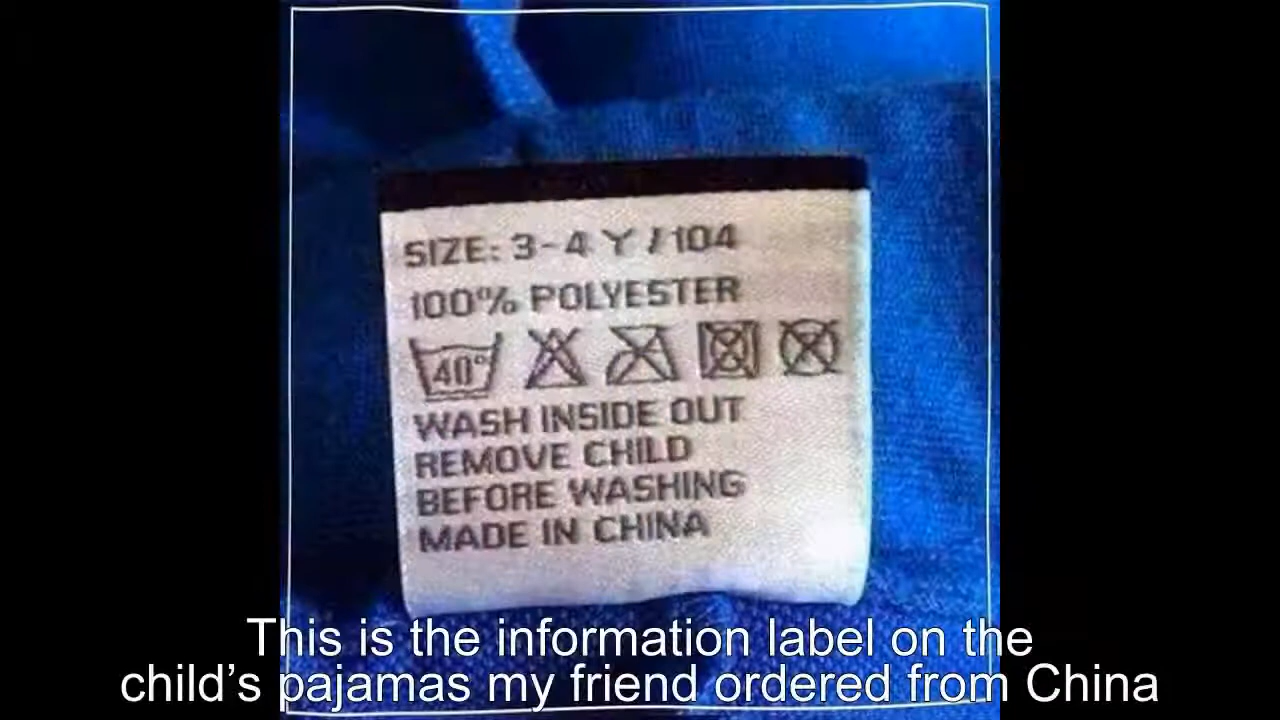 SIZE: 3-4 Y / 104
100% POLYESTER
40°
WASH INSIDE OUT
REMOVE CHILD
BEFORE WASHING
MADE IN CHINA
This is the information label on the
child’s pajamas my friend ordered from China